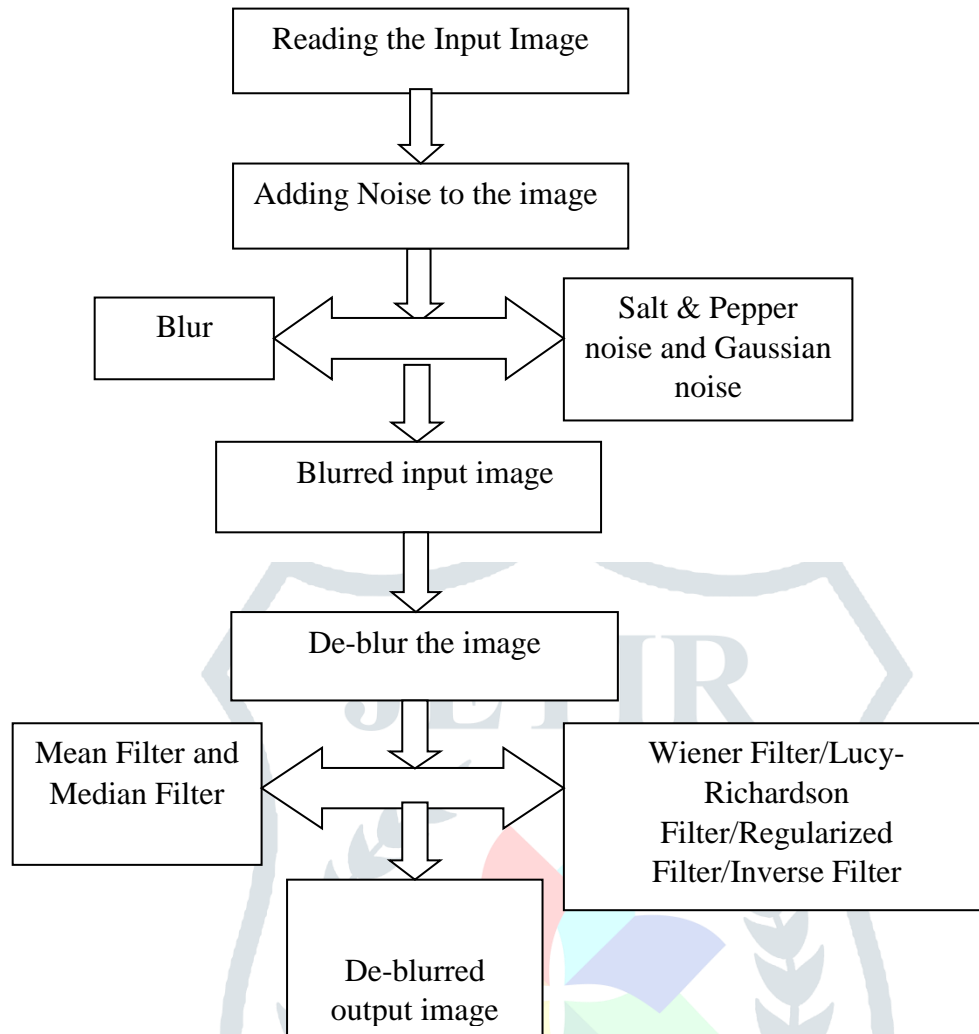 Reading the Input Image
Adding Noise to the image
Blur
Salt & Pepper
noise and Gaussian
noise
Blurred input image
De-blur the image
JETIR
Mean Filter and
Median Filter
Wiener Filter/Lucy-
Richardson
Filter/Regularized
Filter/Inverse Filter
De-blurred
output image